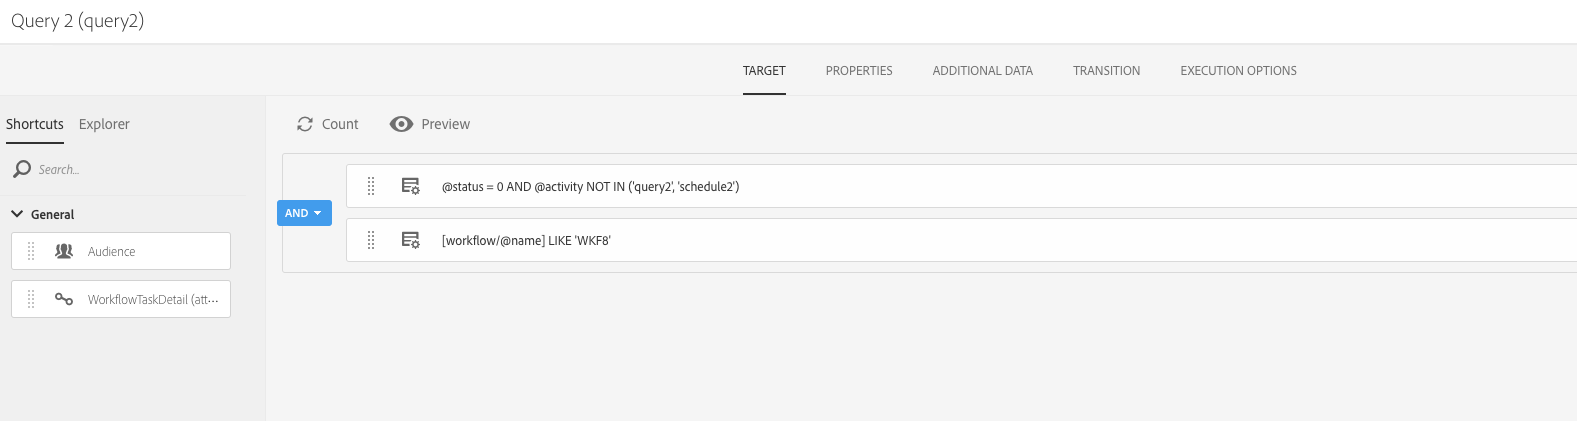 Query 2 (query2)
TARGET PROPERTIES ADDITIONAL DATA TRANSITION EXECUTION OPTIONS
Shortcuts Explorer
Count Preview
Search...
General
Audience
WorkflowTaskDetail (att...
AND
@status = 0 AND @activity NOT IN ('query2', 'schedule2')
[workflow/@name] LIKE 'WKF8'